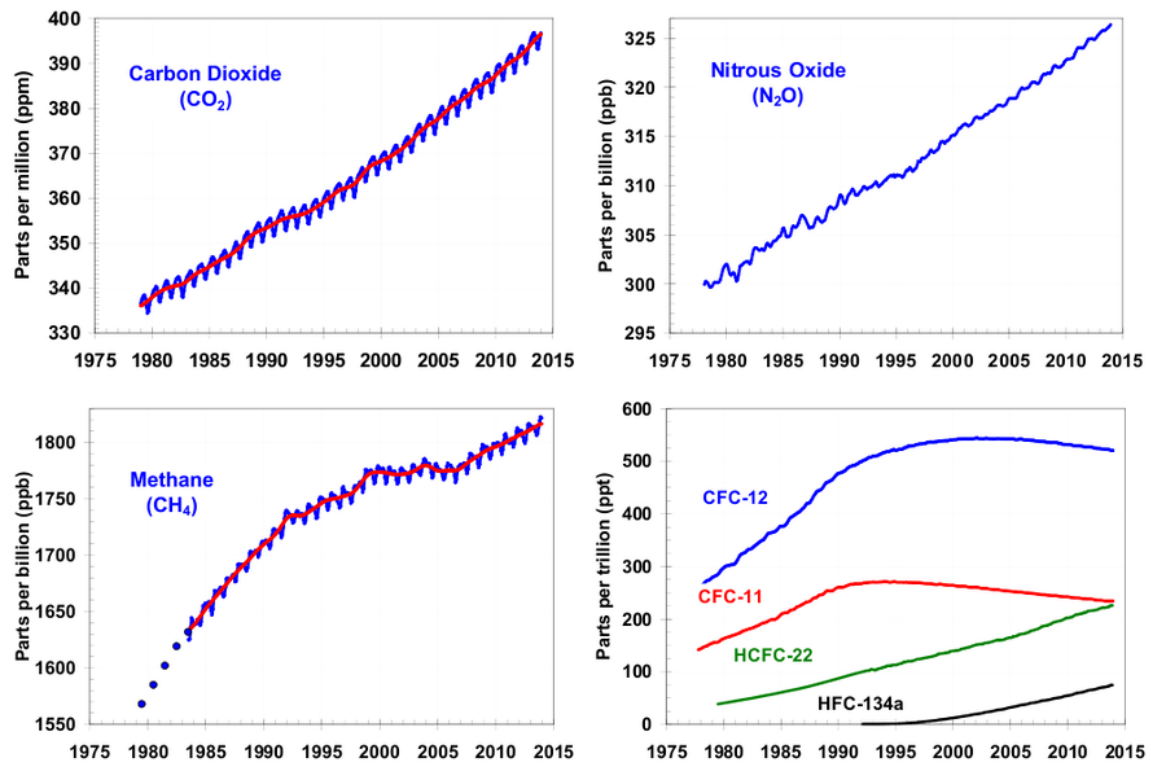 400
390
380
370
360
350
340
330
Parts per million (ppm)
Carbon Dioxide
(CO₂)
1975 1980 1985 1990 1995 2000 2005 2010 2015
325
320
315
310
305
300
295
Parts per billion (ppb)
Nitrous Oxide
(N₂O)
1975 1980 1985 1990 1995 2000 2005 2010 2015
1800
1750
1700
1650
1600
1550
Parts per billion (ppb)
Methane
(CH₄)
1975 1980 1985 1990 1995 2000 2005 2010 2015
600
500
400
300
200
100
0
Parts per trillion (ppt)
CFC-12
CFC-11
HCFC-22
HFC-134a
1975 1980 1985 1990 1995 2000 2005 2010 2015